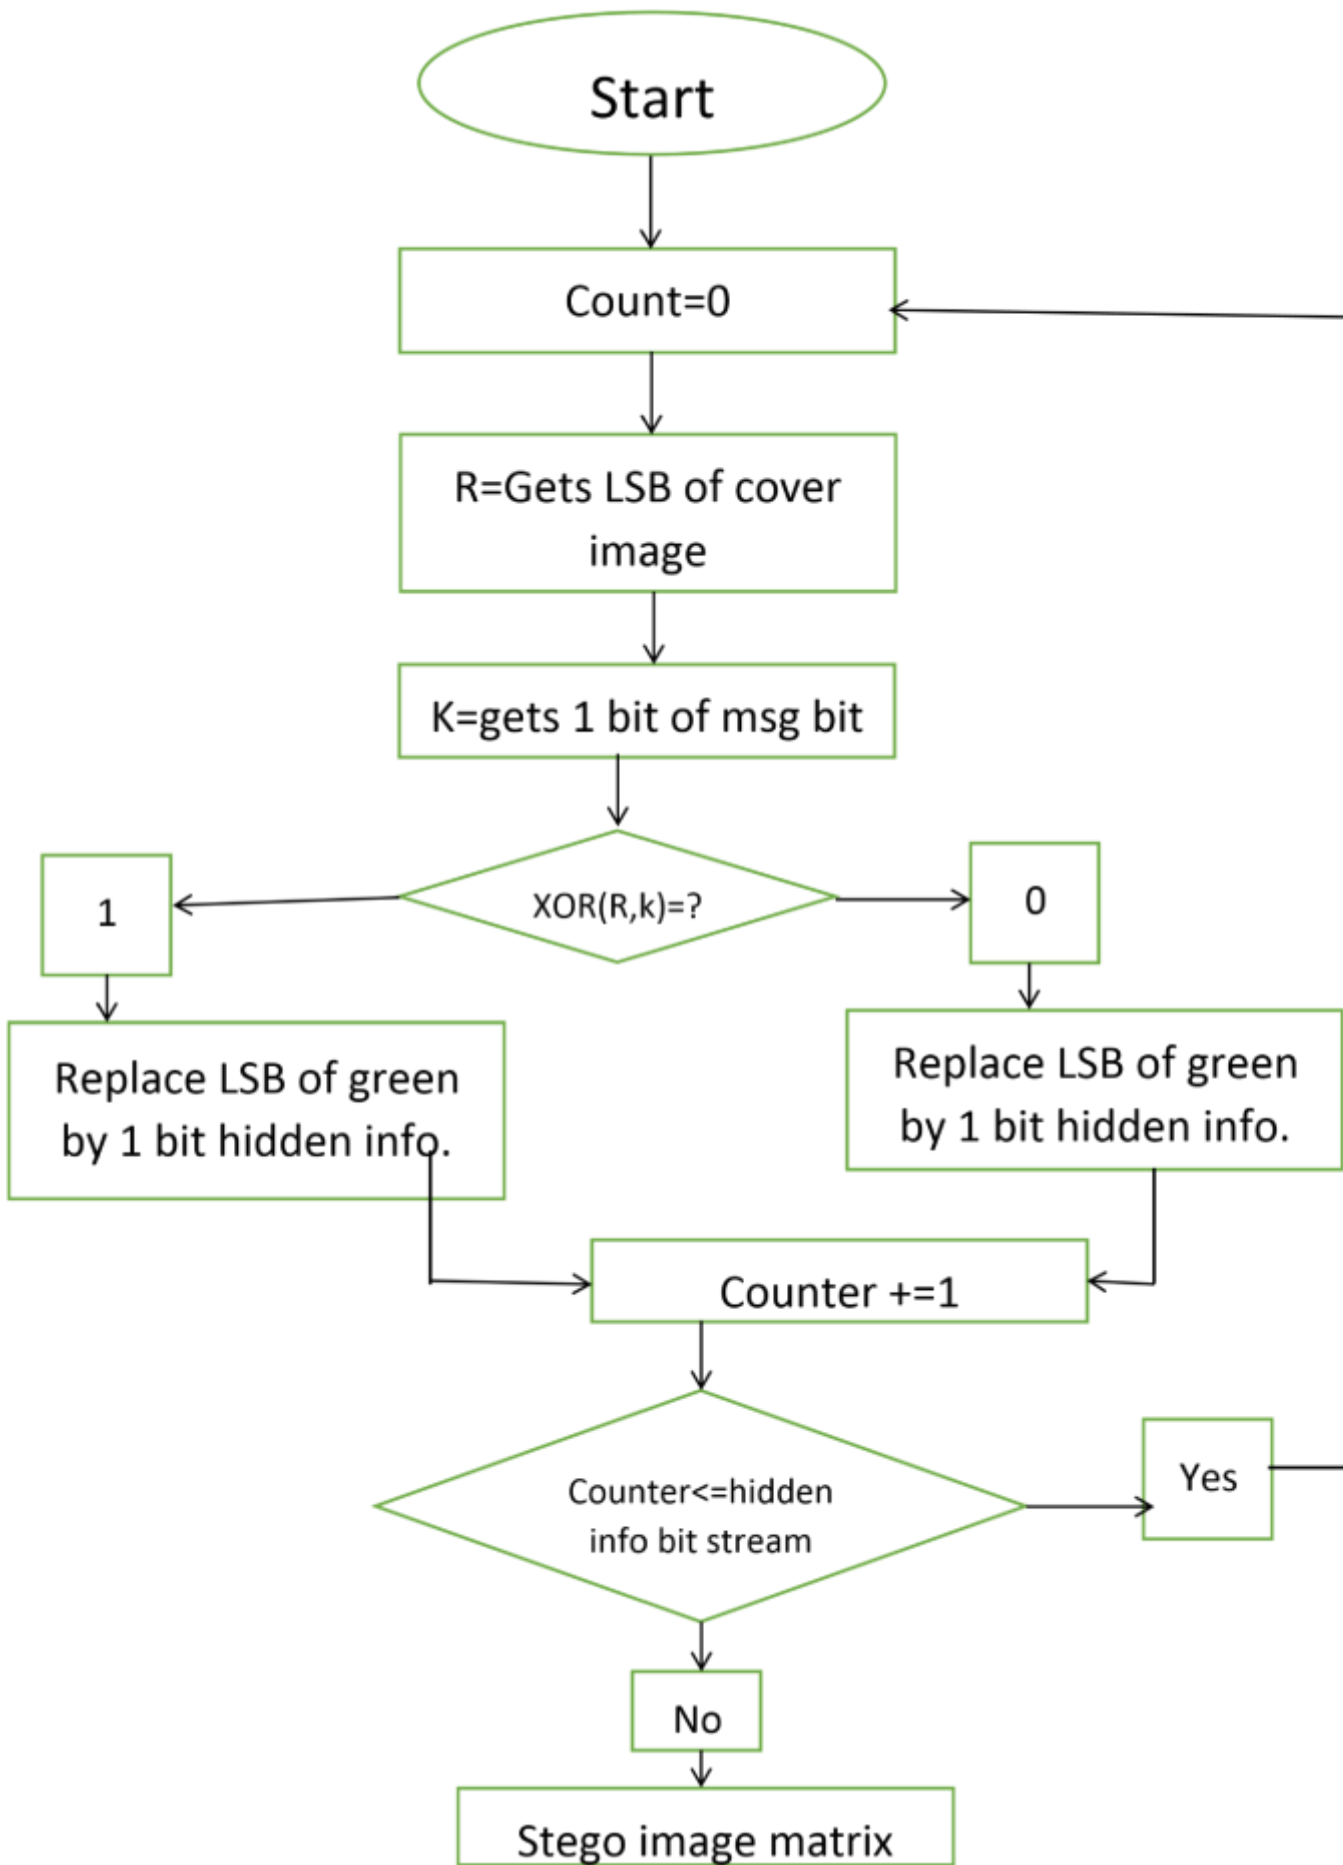 Start
Count=0
R=Gets LSB of cover
image
K=gets 1 bit of msg bit
XOR(R,k)=?
1
0
Replace LSB of green
by 1 bit hidden info.
Replace LSB of green
by 1 bit hidden info.
Counter +=1
Counter<=hidden
info bit stream
Yes
No
Stego image matrix